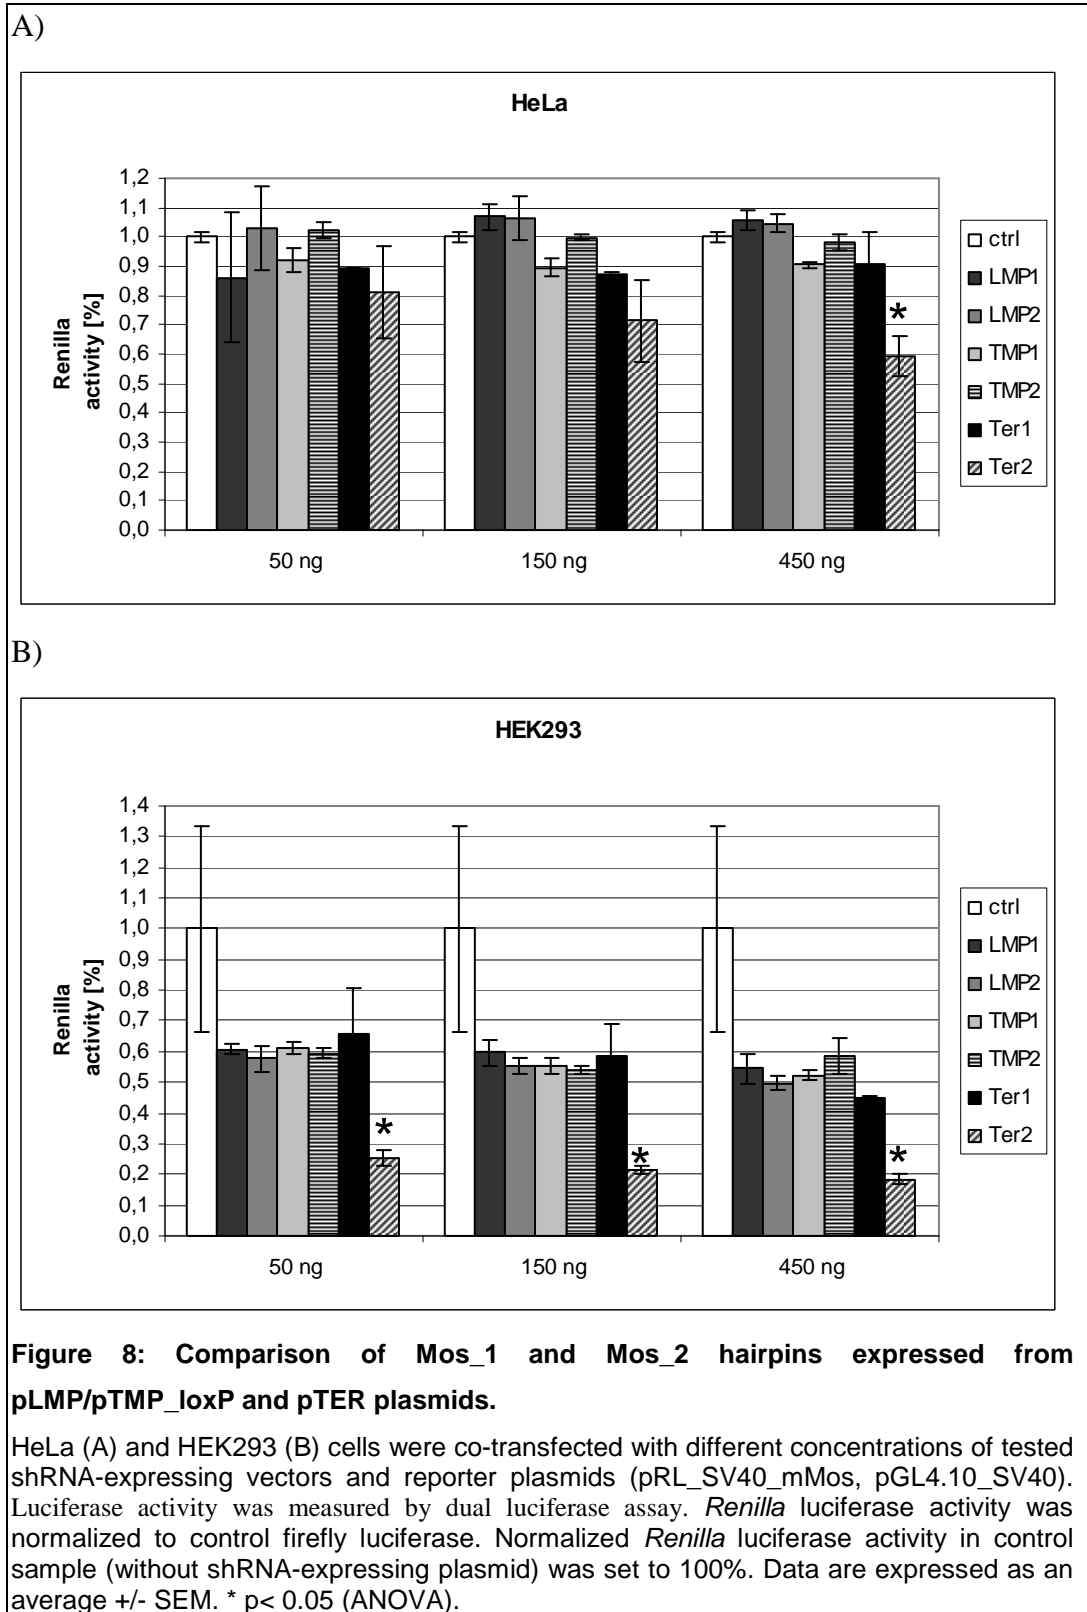 A)
HeLa
Renilla
activity [%]
1,2
1,1
1,0
0,9
0,8
0,7
0,6
0,5
0,4
0,3
0,2
0,1
0,0
*
50 ng
150 ng
450 ng
ctrl
LMP1
LMP2
TMP1
TMP2
Ter1
Ter2
B)
HEK293
Renilla
activity [%]
1,4
1,3
1,2
1,1
1,0
0,9
0,8
0,7
0,6
0,5
0,4
0,3
0,2
0,1
0,0
*
*
*
50 ng
150 ng
450 ng
ctrl
LMP1
LMP2
TMP1
TMP2
Ter1
Ter2
Figure 8: Comparison of Mos_1 and Mos_2 hairpins expressed from
pLMP/pTMP_loxP and pTER plasmids.
HeLa (A) and HEK293 (B) cells were co-transfected with different concentrations of tested
shRNA-expressing vectors and reporter plasmids (pRL_SV40_mMos, pGL4.10_SV40).
Luciferase activity was measured by dual luciferase assay. Renilla luciferase activity was
normalized to control firefly luciferase. Normalized Renilla luciferase activity in control
sample (without shRNA-expressing plasmid) was set to 100%. Data are expressed as an
average +/- SEM. * p< 0.05 (ANOVA).